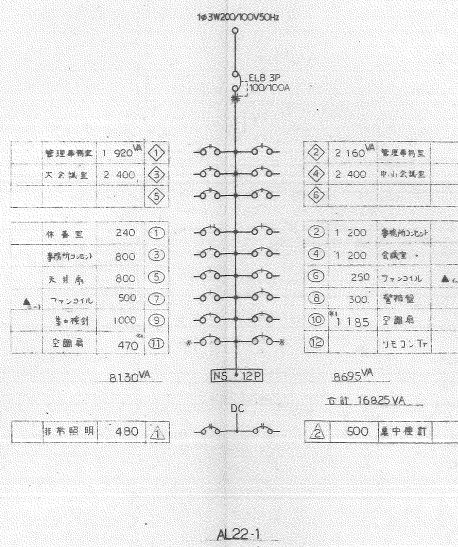 1φ3W200/100V50Hz
ELB 3P
100/100A
管理事務室 1 920 VA 1 2 2 160 VA 管理事務室
大会議室 2 400 3 4 2 400 中小会議室
5 6
休養室 240 1 2 1 200 事務所コンセント
事務所コンセント 800 3 4 1 200 会議室 〃
800 5 6 250 ファンコイル ▲
▲ ファンコイル 500 7 8 300 警報盤
集中検針 1000 9 10 1 185 空調扇
空調扇 470 11 * * 12 リモコンTr
8130VA NS 12P 8695VA
合計 16825VA
DC
非常照明 480 1 2 500 集中検針
AL22-1